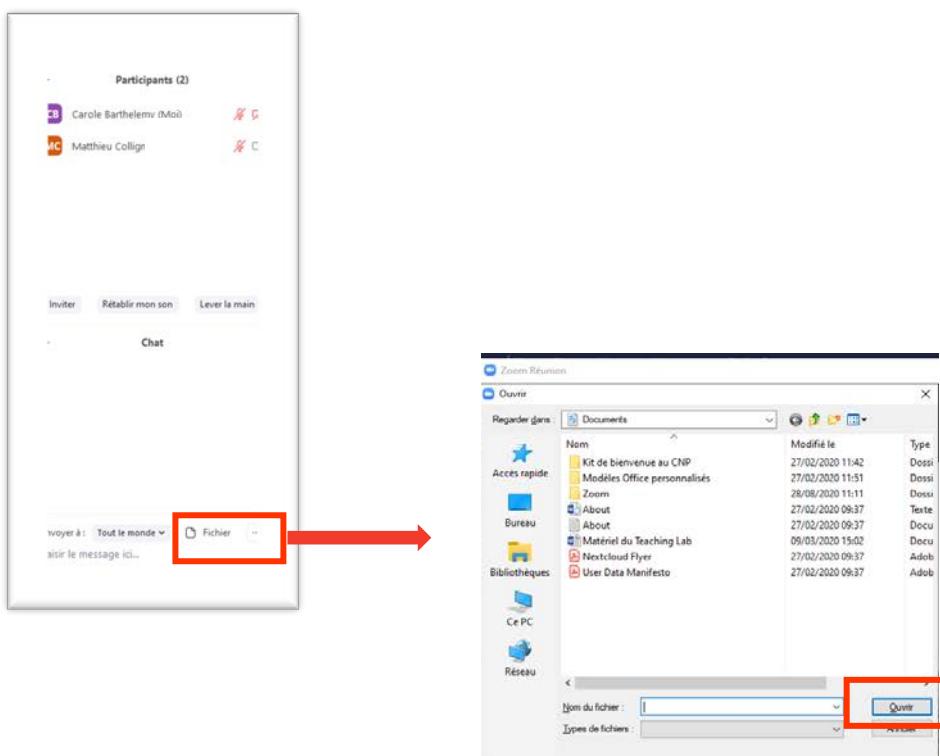 Participants (2)
CB Carole Barthelemy (Moi)
MC Matthieu Collign
Inviter Rétablir mon son Lever la main
Chat
nvoyer à : Tout le monde Fichier ...
aisir le message ici...
Zoom Réunion
Ouvrir
Regarder dans : Documents
Nom Modifié le Type
Kit de bienvenue au CNP 27/02/2020 11:42 Dossi
Modèles Office personnalisés 27/02/2020 11:51 Dossi
Zoom 28/08/2020 11:11 Dossi
About 27/02/2020 09:37 Texte
About 27/02/2020 09:37 Docu
Matériel du Teaching Lab 09/03/2020 15:02 Docu
Nextcloud Flyer 27/02/2020 09:37 Adob
User Data Manifesto 27/02/2020 09:37 Adob
Accès rapide
Bureau
Bibliothèques
Ce PC
Réseau
Nom du fichier : Ouvrir
Types de fichiers : Annuler